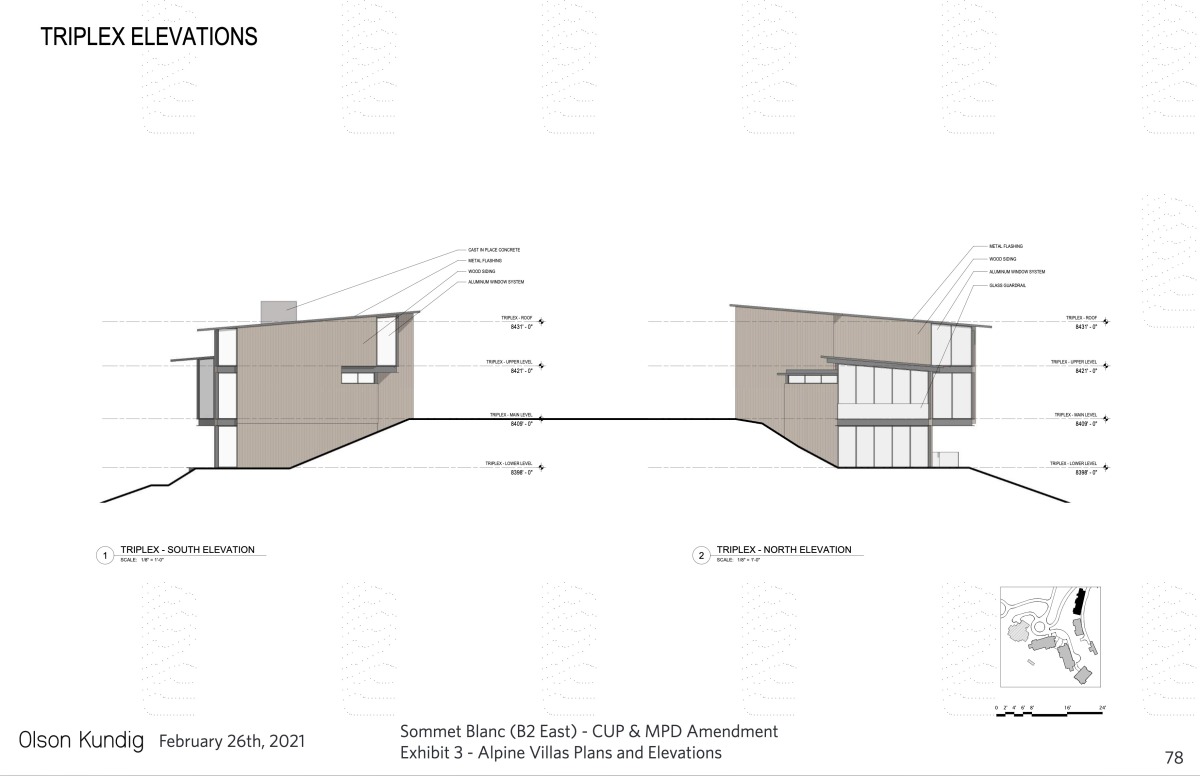 TRIPLEX ELEVATIONS
CAST IN PLACE CONCRETE
METAL FLASHING
WOOD SIDING
ALUMINUM WINDOW SYSTEM
TRIPLEX - ROOF
8431' - 0"
TRIPLEX - UPPER LEVEL
8421' - 0"
TRIPLEX - MAIN LEVEL
8409' - 0"
TRIPLEX - LOWER LEVEL
8398' - 0"
1
TRIPLEX - SOUTH ELEVATION
SCALE: 1/8" = 1'-0"
METAL FLASHING
WOOD SIDING
ALUMINUM WINDOW SYSTEM
GLASS GUARDRAIL
TRIPLEX - ROOF
8431' - 0"
TRIPLEX - UPPER LEVEL
8421' - 0"
TRIPLEX - MAIN LEVEL
8409' - 0"
TRIPLEX - LOWER LEVEL
8398' - 0"
2
TRIPLEX - NORTH ELEVATION
SCALE: 1/8" = 1'-0"
0 2' 4' 6' 8' 16' 24'
Olson Kundig February 26th, 2021
Sommet Blanc (B2 East) - CUP & MPD Amendment
Exhibit 3 - Alpine Villas Plans and Elevations
78